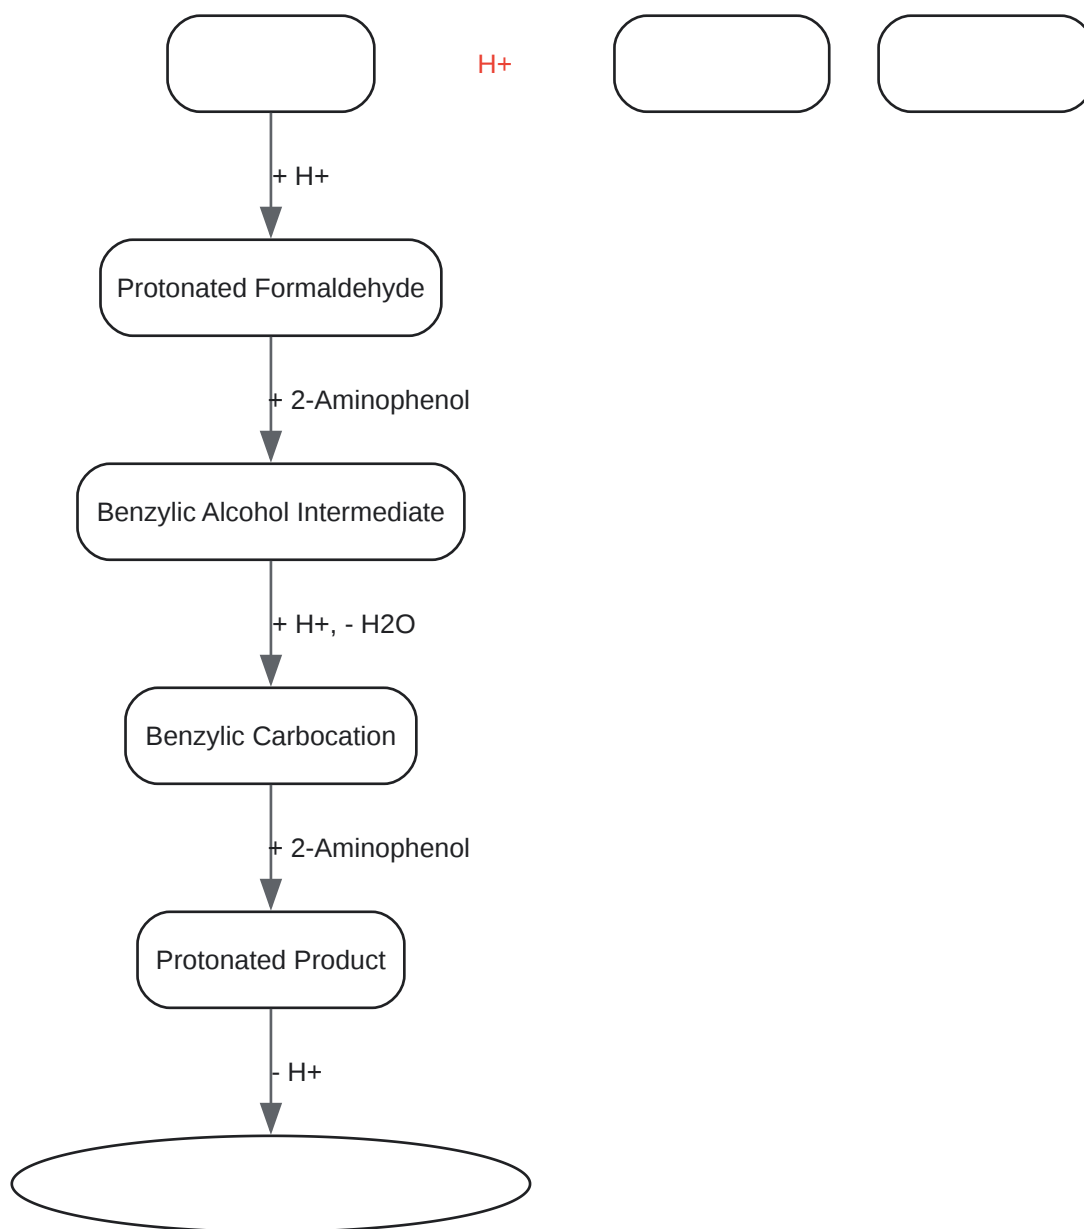 H+
+ H+
Protonated Formaldehyde
+ 2-Aminophenol
Benzylic Alcohol Intermediate
+ H+, - H2O
Benzylic Carbocation
+ 2-Aminophenol
Protonated Product
- H+